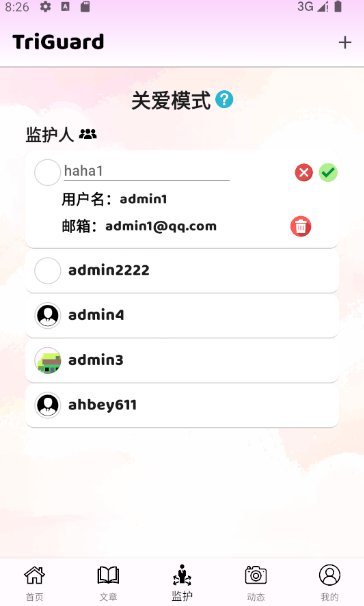 8:26 A 3G
TriGuard
关爱模式 ?
监护人
haha1
用户名：admin1
邮箱：admin1@qq.com
admin2222
admin4
admin3
ahbey611
首页 文章 监护 动态 我的